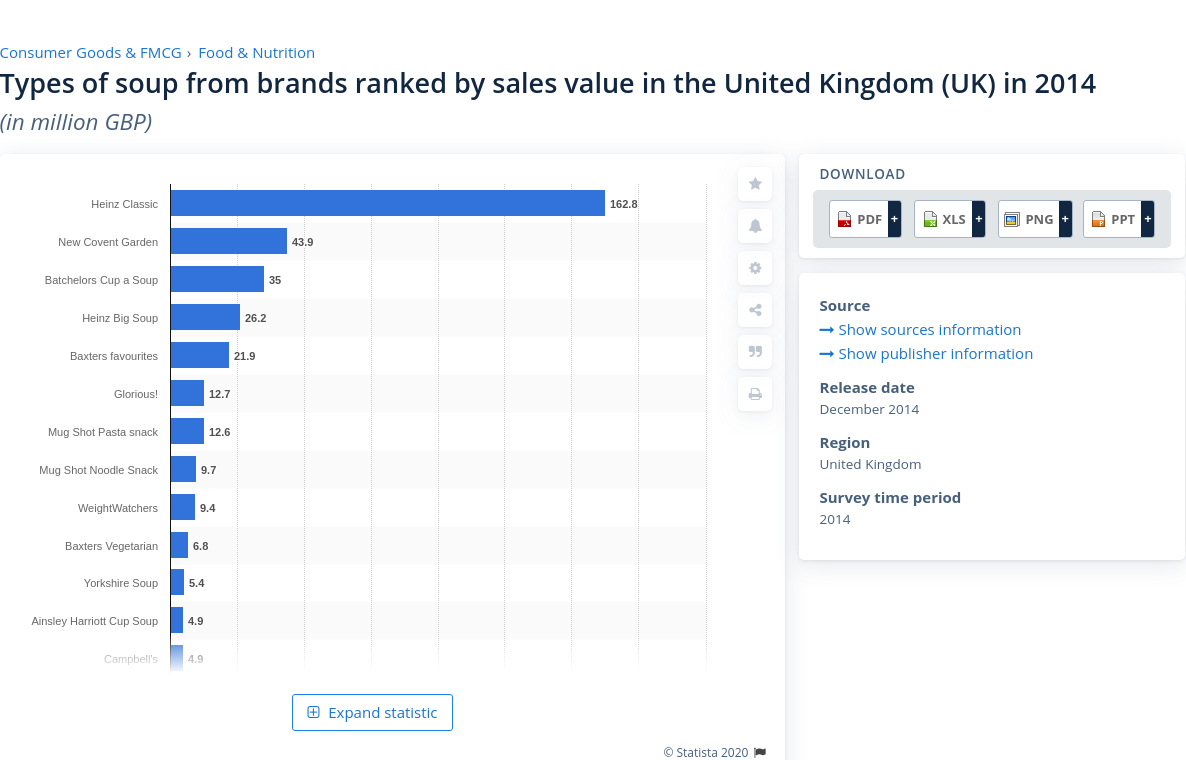 Consumer Goods & FMCG › Food & Nutrition
Types of soup from brands ranked by sales value in the United Kingdom (UK) in 2014
(in million GBP)
Heinz Classic 162.8
New Covent Garden 43.9
Batchelors Cup a Soup 35
Heinz Big Soup 26.2
Baxters favourites 21.9
Glorious! 12.7
Mug Shot Pasta snack 12.6
Mug Shot Noodle Snack 9.7
WeightWatchers 9.4
Baxters Vegetarian 6.8
Yorkshire Soup 5.4
Ainsley Harriott Cup Soup 4.9
Campbell's 4.9
Expand statistic
© Statista 2020
DOWNLOAD
PDF + XLS + PNG + PPT +
Source
Show sources information
Show publisher information
Release date
December 2014
Region
United Kingdom
Survey time period
2014